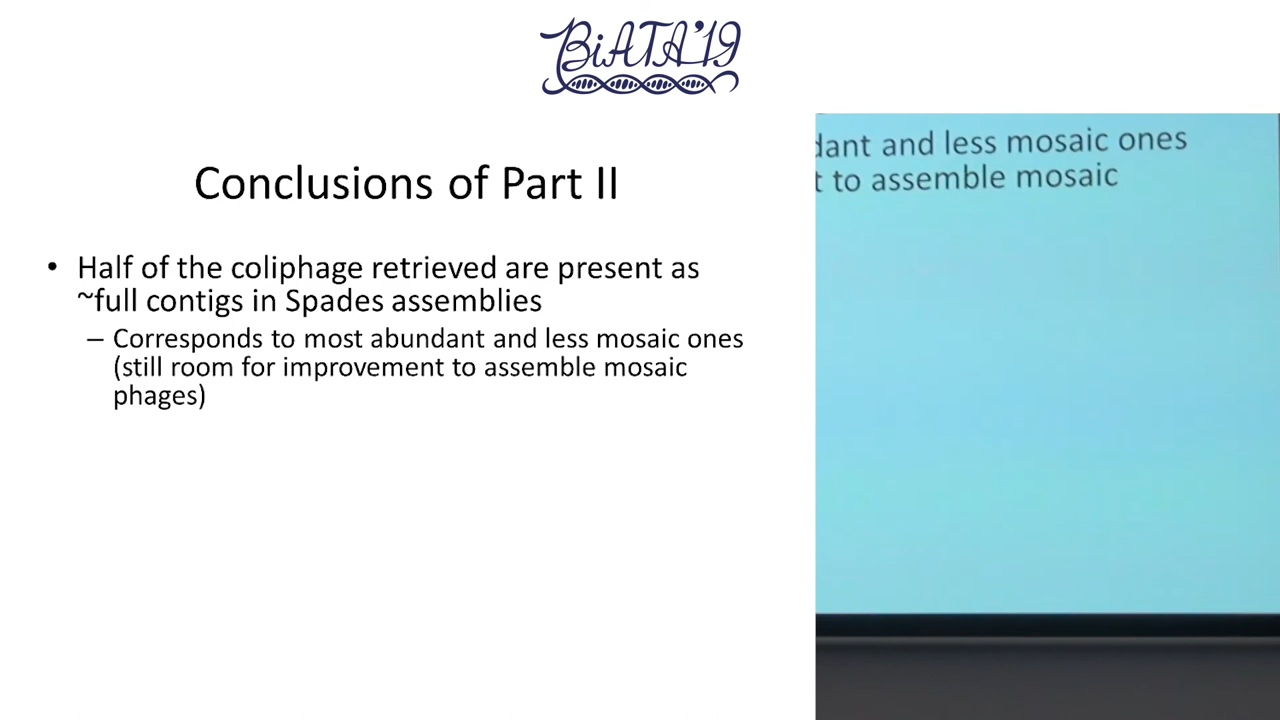 BiATA'19
Conclusions of Part II
• Half of the coliphage retrieved are present as
~full contigs in Spades assemblies
– Corresponds to most abundant and less mosaic ones
(still room for improvement to assemble mosaic
phages)
and less mosaic ones
to assemble mosaic